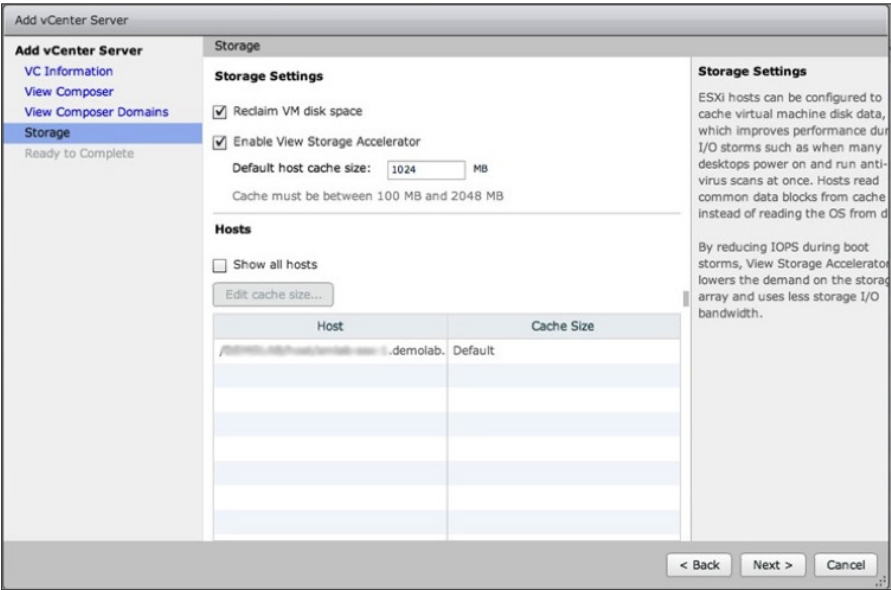 Add vCenter Server
Add vCenter Server
VC Information
View Composer
View Composer Domains
Storage
Ready to Complete
Storage
Storage Settings
Reclaim VM disk space
Enable View Storage Accelerator
Default host cache size: 1024 MB
Cache must be between 100 MB and 2048 MB
Hosts
Show all hosts
Edit cache size...
Host Cache Size
.demolab. Default
Storage Settings
ESXi hosts can be configured to
cache virtual machine disk data,
which improves performance dur
I/O storms such as when many
desktops power on and run anti-
virus scans at once. Hosts read
common data blocks from cache
instead of reading the OS from d
By reducing IOPS during boot
storms, View Storage Accelerator
lowers the demand on the storag
array and uses less storage I/O
bandwidth.
< Back Next > Cancel